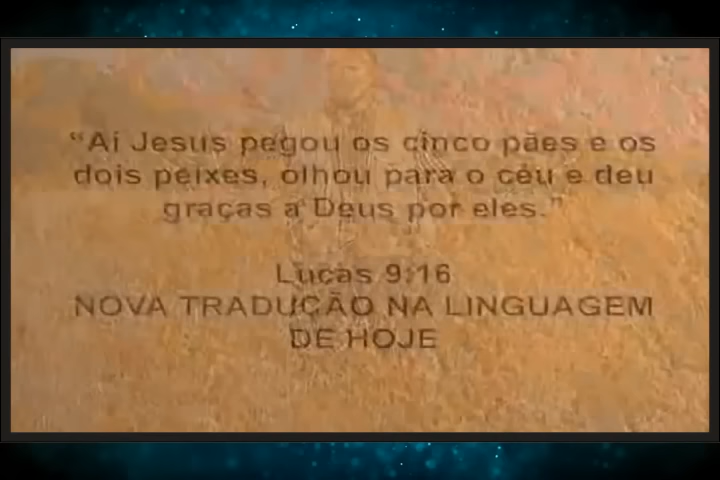 “Aí Jesus pegou os cinco pães e os
dois peixes, olhou para o céu e deu
graças a Deus por eles.”
Lucas 9:16
NOVA TRADUÇÃO NA LINGUAGEM
DE HOJE